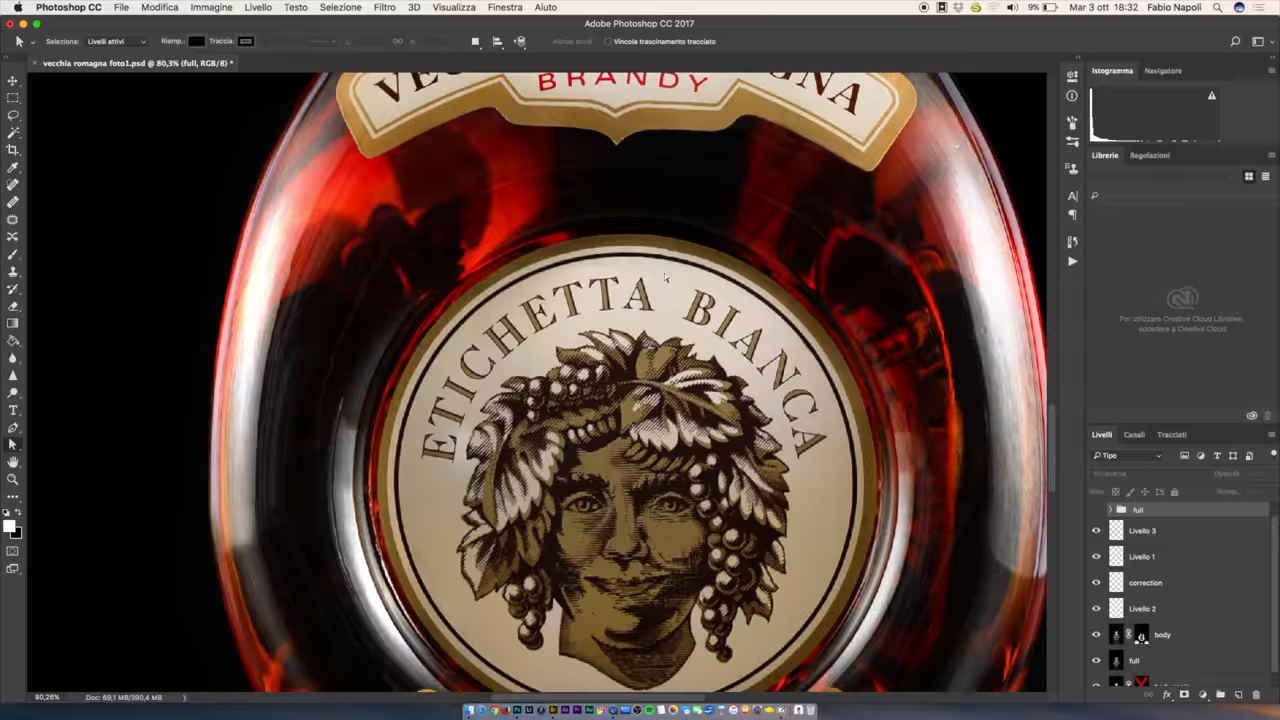 Photoshop CC File Modifica Immagine Livello Testo Selezione Filtro 3D Visualizza Finestra Aiuto 9% Mar 3 ott 18:32 Fabio Napoli
Adobe Photoshop CC 2017
Seleziona: Livelli attivi Riemp.: Traccia: Allinea bordi Vincola trascinamento tracciato
vecchia romagna foto1.psd @ 80,3% (full, RGB/8) *
Istogramma Navigatore
BRANDY
Librerie Regolazioni
Per utilizzare Creative Cloud Libraries,
accedere a Creative Cloud
ETICHETTA BIANCA
Livelli Canali Tracciati
Tipo
Attraversa
full
Livello 3
Livello 1
correction
Livello 2
body
full
80,26% Doc: 69,1 MB/390,4 MB